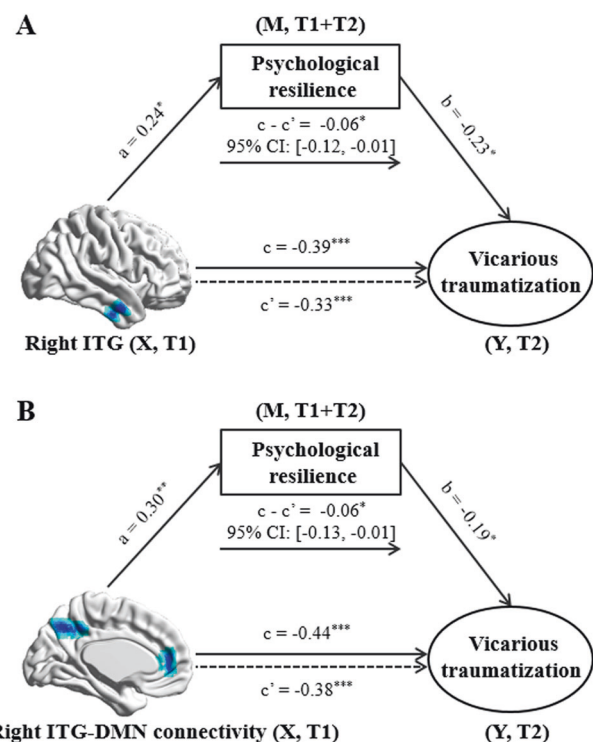 A
(M, T1+T2)
Psychological
resilience
a = 0.24*
b = -0.23*
c - c' = -0.06*
95% CI: [-0.12, -0.01]
c = -0.39***
c' = -0.33***
Vicarious
traumatization
Right ITG (X, T1)
(Y, T2)
B
(M, T1+T2)
Psychological
resilience
a = 0.30**
b = -0.19*
c - c' = -0.06*
95% CI: [-0.13, -0.01]
c = -0.44***
c' = -0.38***
Vicarious
traumatization
Right ITG-DMN connectivity (X, T1)
(Y, T2)